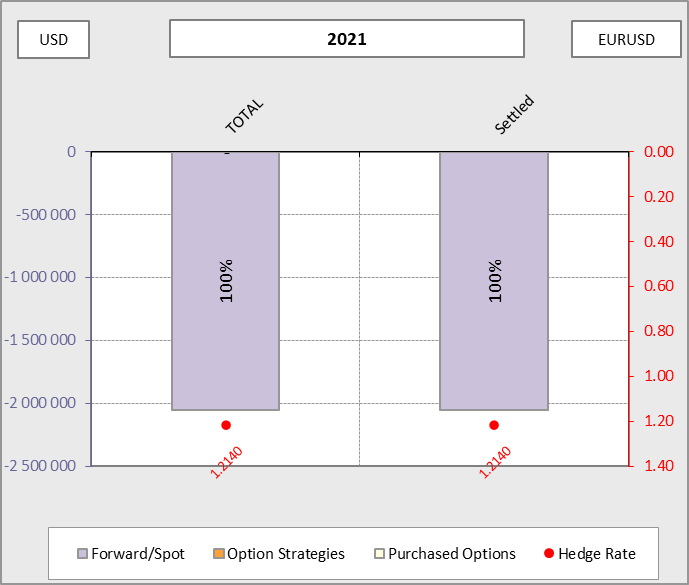 USD
2021
EURUSD
TOTAL
Settled
0
-500 000
-1 000 000
-1 500 000
-2 000 000
-2 500 000
0.00
0.20
0.40
0.60
0.80
1.00
1.20
1.40
100%
100%
1.2140
1.2140
Forward/Spot
Option Strategies
Purchased Options
Hedge Rate